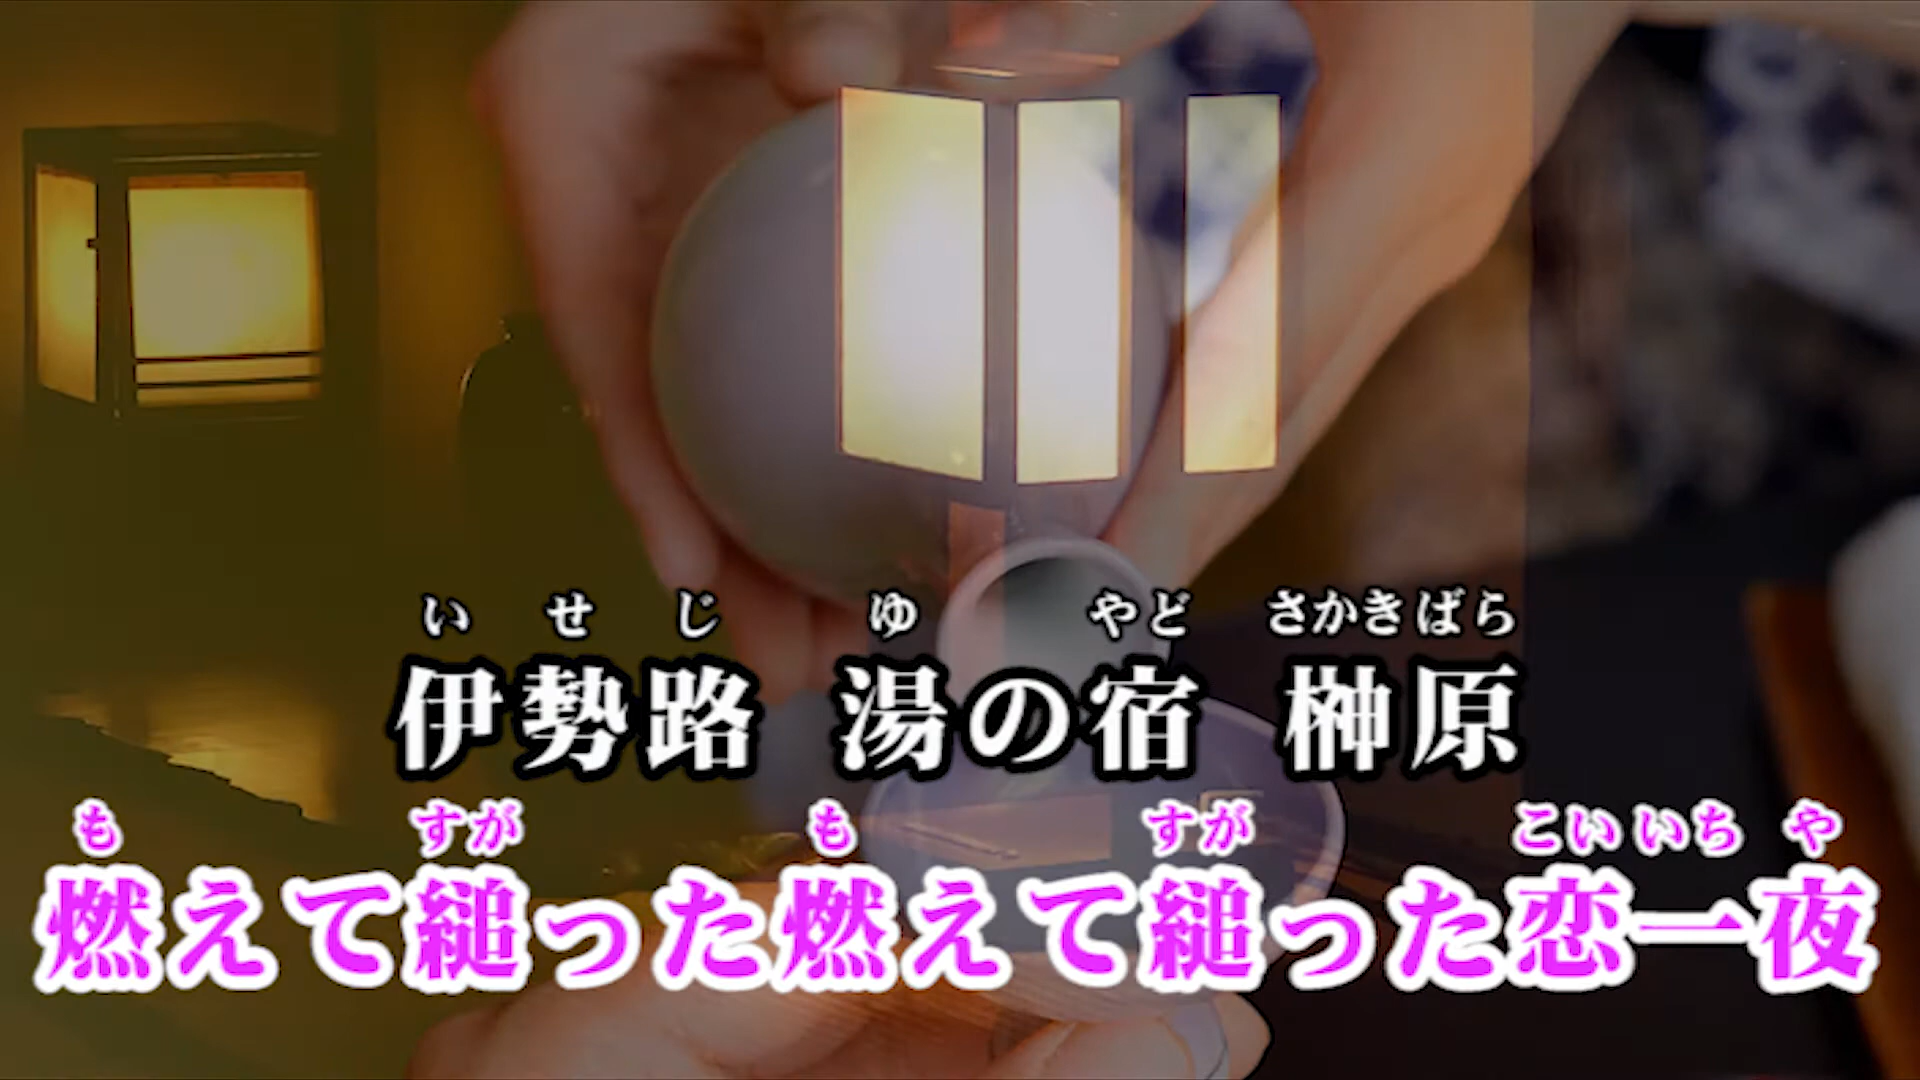 いせじ ゆ やど さかきばら
伊勢路 湯の宿 榊原
も すが も すが こい いち や
燃えて縋った燃えて縋った恋一夜